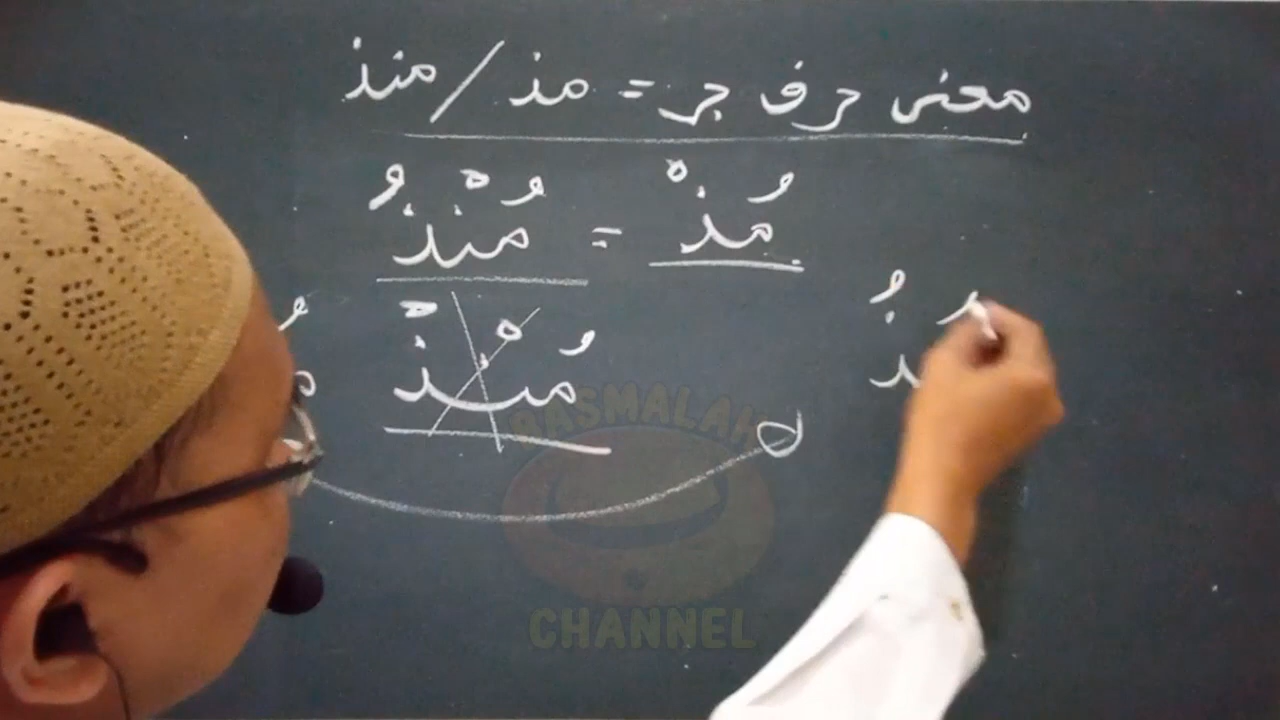 معنى حرف جر = مذ / منذ
مُذْ = مُنْذُ
مُنْذْ
BASMALAH
CHANNEL